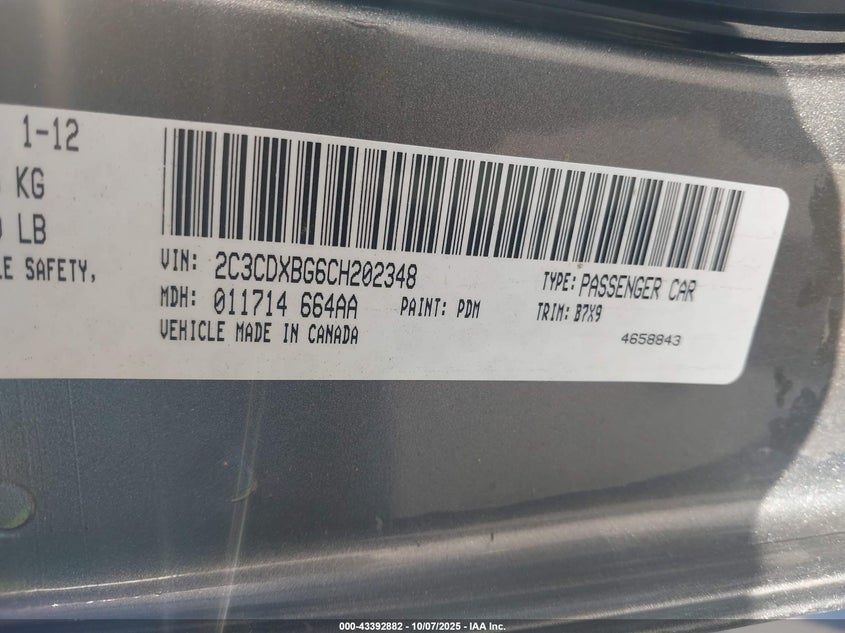 1-12
KG
LB
LE SAFETY,
VIN: 2C3CDXBG6CH202348
TYPE: PASSENGER CAR
MDH: 011714 664AA
PAINT: PDM
TRIM: B7X9
VEHICLE MADE IN CANADA
4658843
000-43392882 - 10/07/2025 - IAA Inc.